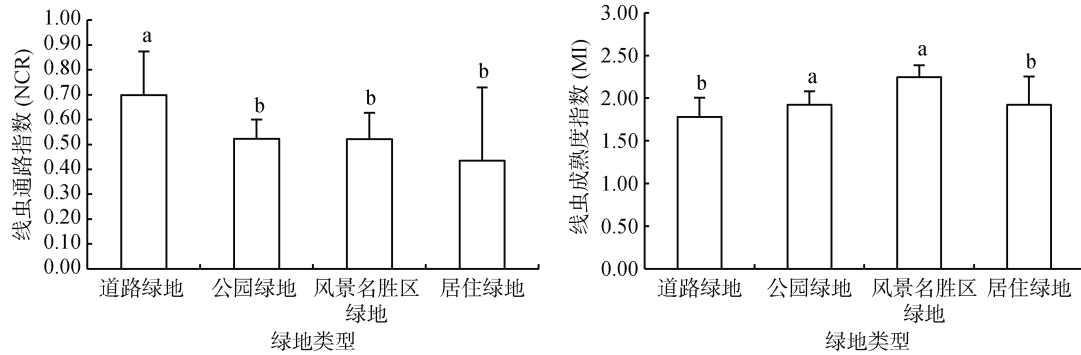 线虫通路指数 (NCR)
1.00
0.90
0.80
0.70
0.60
0.50
0.40
0.30
0.20
0.10
0.00
a
b
b
b
道路绿地
公园绿地
风景名胜区
绿地
居住绿地
绿地类型
线虫成熟度指数 (MI)
3.00
2.50
2.00
1.50
1.00
0.50
0.00
b
a
a
b
道路绿地
公园绿地
风景名胜区
绿地
居住绿地
绿地类型